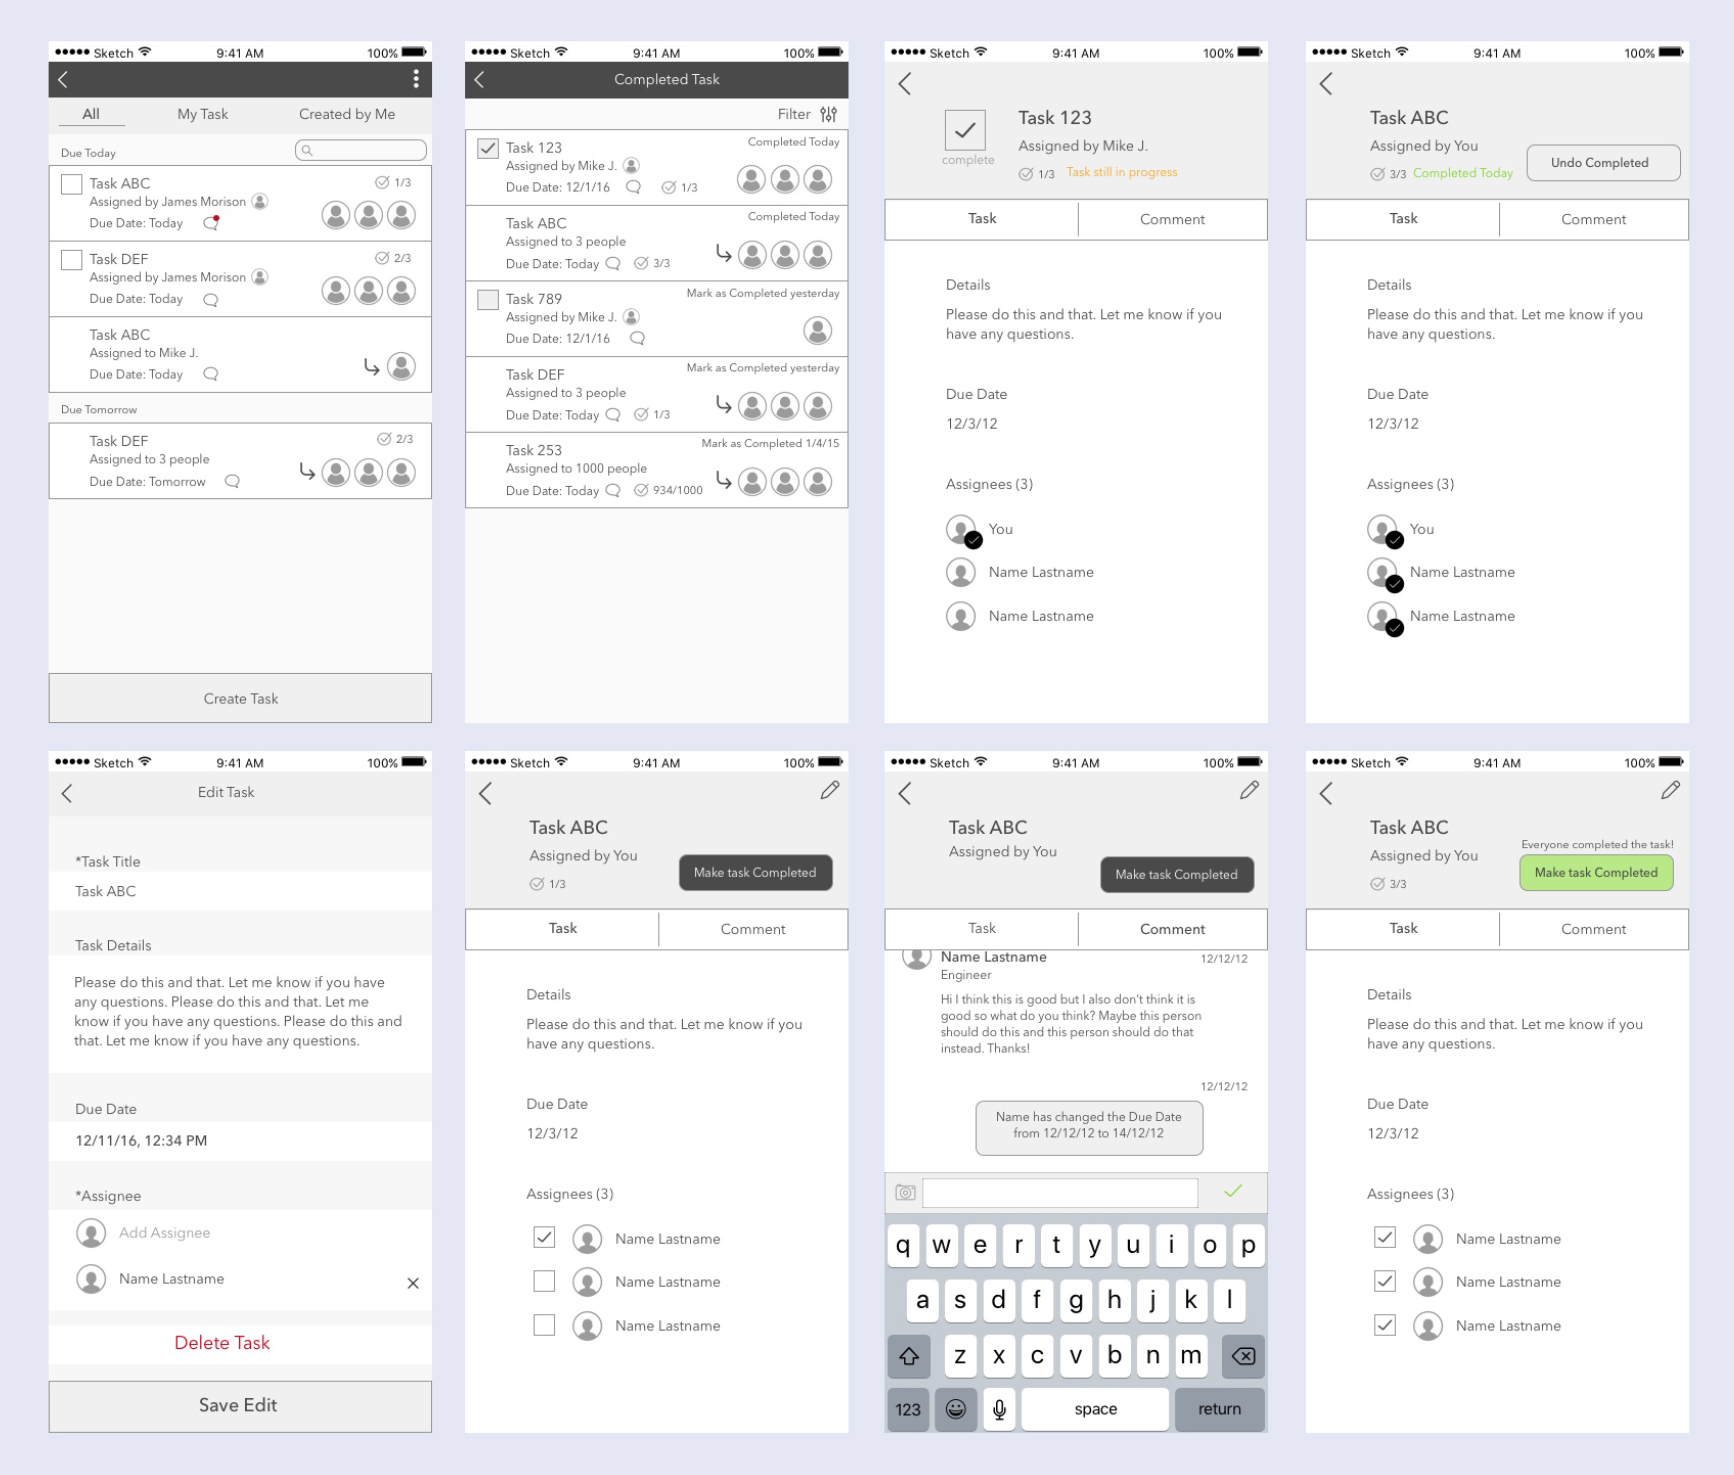 Sketch 9:41 AM 100%
All My Task Created by Me
Due Today
Task ABC 1/3
Assigned by James Morison
Due Date: Today
Task DEF 2/3
Assigned by James Morison
Due Date: Today
Task ABC
Assigned to Mike J.
Due Date: Today
Due Tomorrow
Task DEF 2/3
Assigned to 3 people
Due Date: Tomorrow
Create Task
Sketch 9:41 AM 100%
Completed Task
Filter
Task 123 Completed Today
Assigned by Mike J.
Due Date: 12/1/16 1/3
Task ABC Completed Today
Assigned to 3 people
Due Date: Today 3/3
Task 789 Mark as Completed yesterday
Assigned by Mike J.
Due Date: 12/1/16
Task DEF Mark as Completed yesterday
Assigned to 3 people
Due Date: Today 1/3
Task 253 Mark as Completed 1/4/15
Assigned to 1000 people
Due Date: Today 934/1000
Sketch 9:41 AM 100%
Task 123
Assigned by Mike J.
complete
1/3 Task still in progress
Task Comment
Details
Please do this and that. Let me know if you
have any questions.
Due Date
12/3/12
Assignees (3)
You
Name Lastname
Name Lastname
Sketch 9:41 AM 100%
Task ABC
Assigned by You
Undo Completed
3/3 Completed Today
Task Comment
Details
Please do this and that. Let me know if you
have any questions.
Due Date
12/3/12
Assignees (3)
You
Name Lastname
Name Lastname
Sketch 9:41 AM 100%
Edit Task
*Task Title
Task ABC
Task Details
Please do this and that. Let me know if you have
any questions. Please do this and that. Let me
know if you have any questions. Please do this and
that. Let me know if you have any questions.
Due Date
12/11/16, 12:34 PM
*Assignee
Add Assignee
Name Lastname
Delete Task
Save Edit
Sketch 9:41 AM 100%
Task ABC
Assigned by You
Make task Completed
1/3
Task Comment
Details
Please do this and that. Let me know if you
have any questions.
Due Date
12/3/12
Assignees (3)
Name Lastname
Name Lastname
Name Lastname
Sketch 9:41 AM 100%
Task ABC
Assigned by You
Make task Completed
Task Comment
Name Lastname 12/12/12
Engineer
Hi I think this is good but I also don't think it is
good so what do you think? Maybe this person
should do this and this person should do that
instead. Thanks!
12/12/12
Name has changed the Due Date
from 12/12/12 to 14/12/12
q w e r t y u i o p
a s d f g h j k l
z x c v b n m
123 space return
Sketch 9:41 AM 100%
Task ABC
Everyone completed the task!
Assigned by You
Make task Completed
3/3
Task Comment
Details
Please do this and that. Let me know if you
have any questions.
Due Date
12/3/12
Assignees (3)
Name Lastname
Name Lastname
Name Lastname